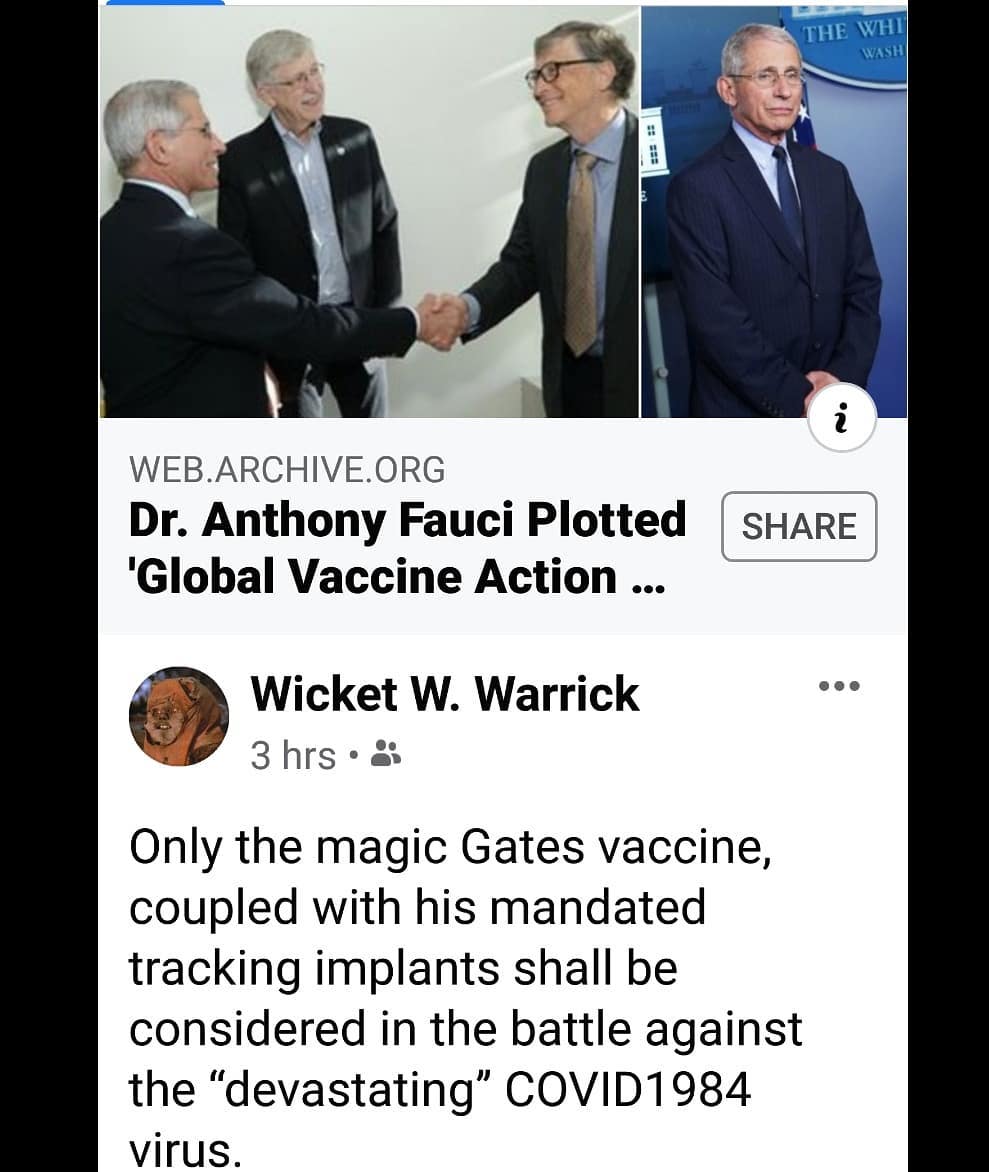 THE WHI
WASH
i
WEB.ARCHIVE.ORG
Dr. Anthony Fauci Plotted
'Global Vaccine Action ...
SHARE
Wicket W. Warrick
3 hrs •
Only the magic Gates vaccine,
coupled with his mandated
tracking implants shall be
considered in the battle against
the “devastating” COVID1984
virus.